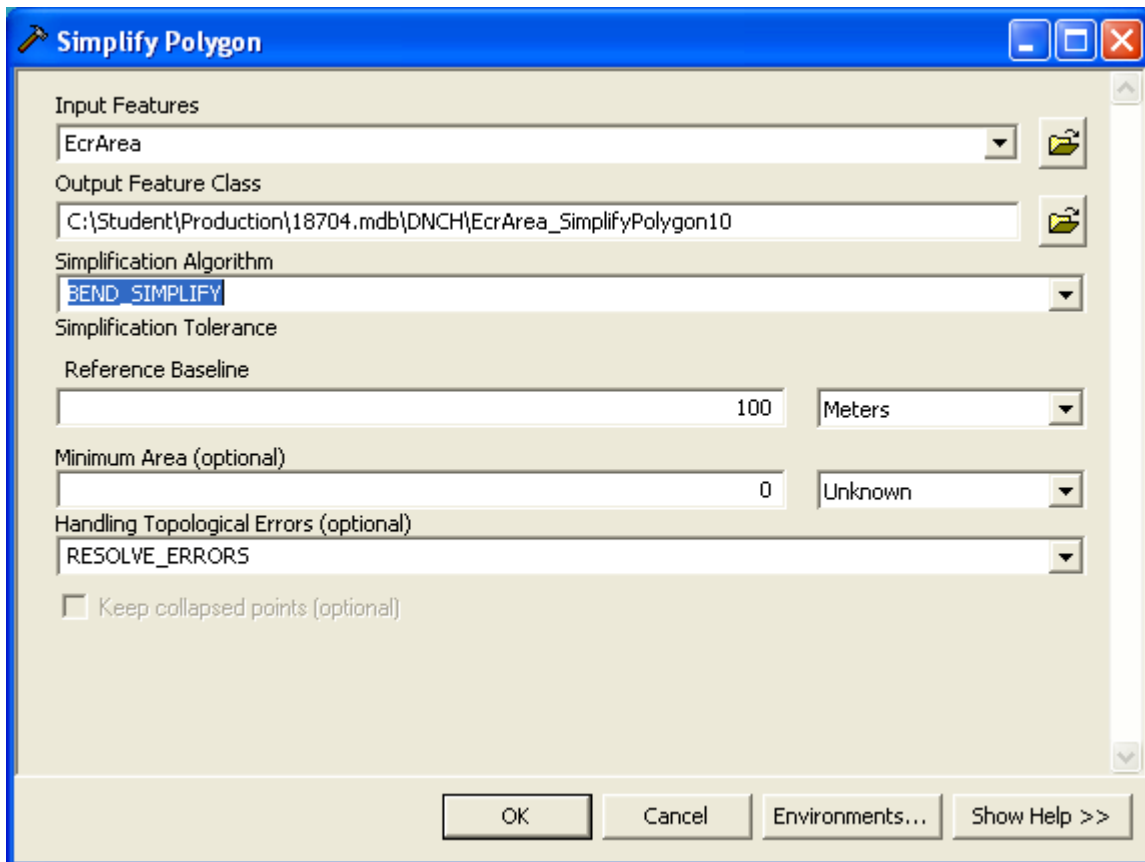 Simplify Polygon
Input Features
EcrArea
Output Feature Class
C:\Student\Production\18704.mdb\DNCH\EcrArea_SimplifyPolygon10
Simplification Algorithm
BEND_SIMPLIFY
Simplification Tolerance
Reference Baseline
100 Meters
Minimum Area (optional)
0 Unknown
Handling Topological Errors (optional)
RESOLVE_ERRORS
Keep collapsed points (optional)
OK Cancel Environments... Show Help >>